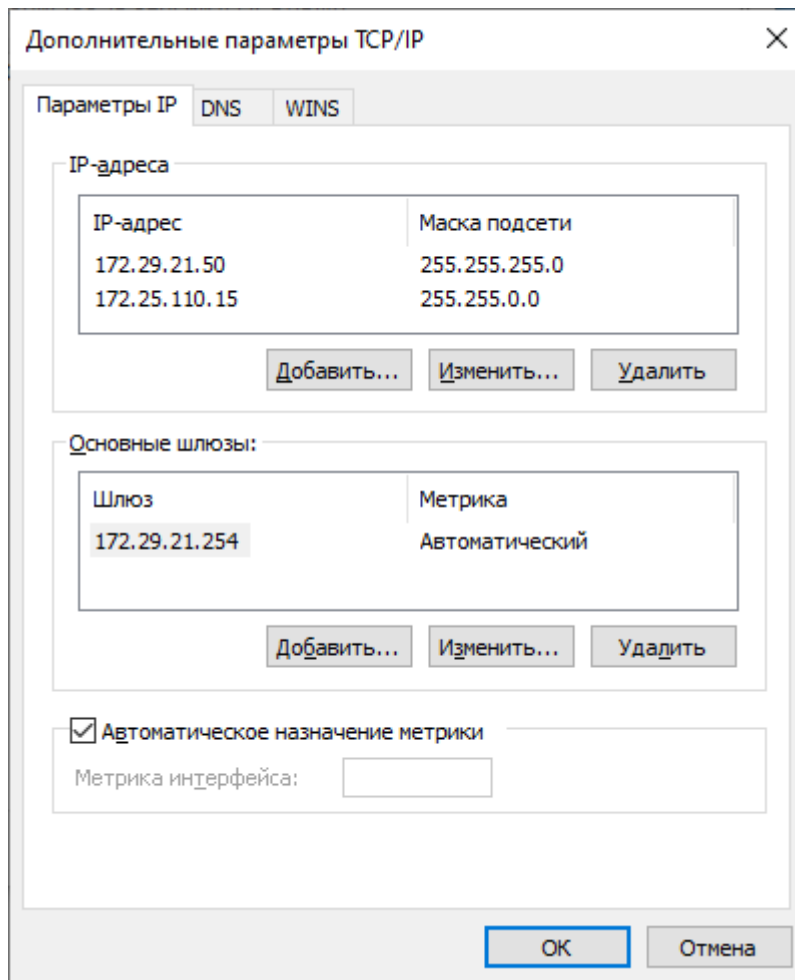 Дополнительные параметры TCP/IP
Параметры IP DNS WINS
IP-адреса
IP-адрес Маска подсети
172.29.21.50 255.255.255.0
172.25.110.15 255.255.0.0
Добавить... Изменить... Удалить
Основные шлюзы:
Шлюз Метрика
172.29.21.254 Автоматический
Добавить... Изменить... Удалить
Автоматическое назначение метрики
Метрика интерфейса:
OK Отмена